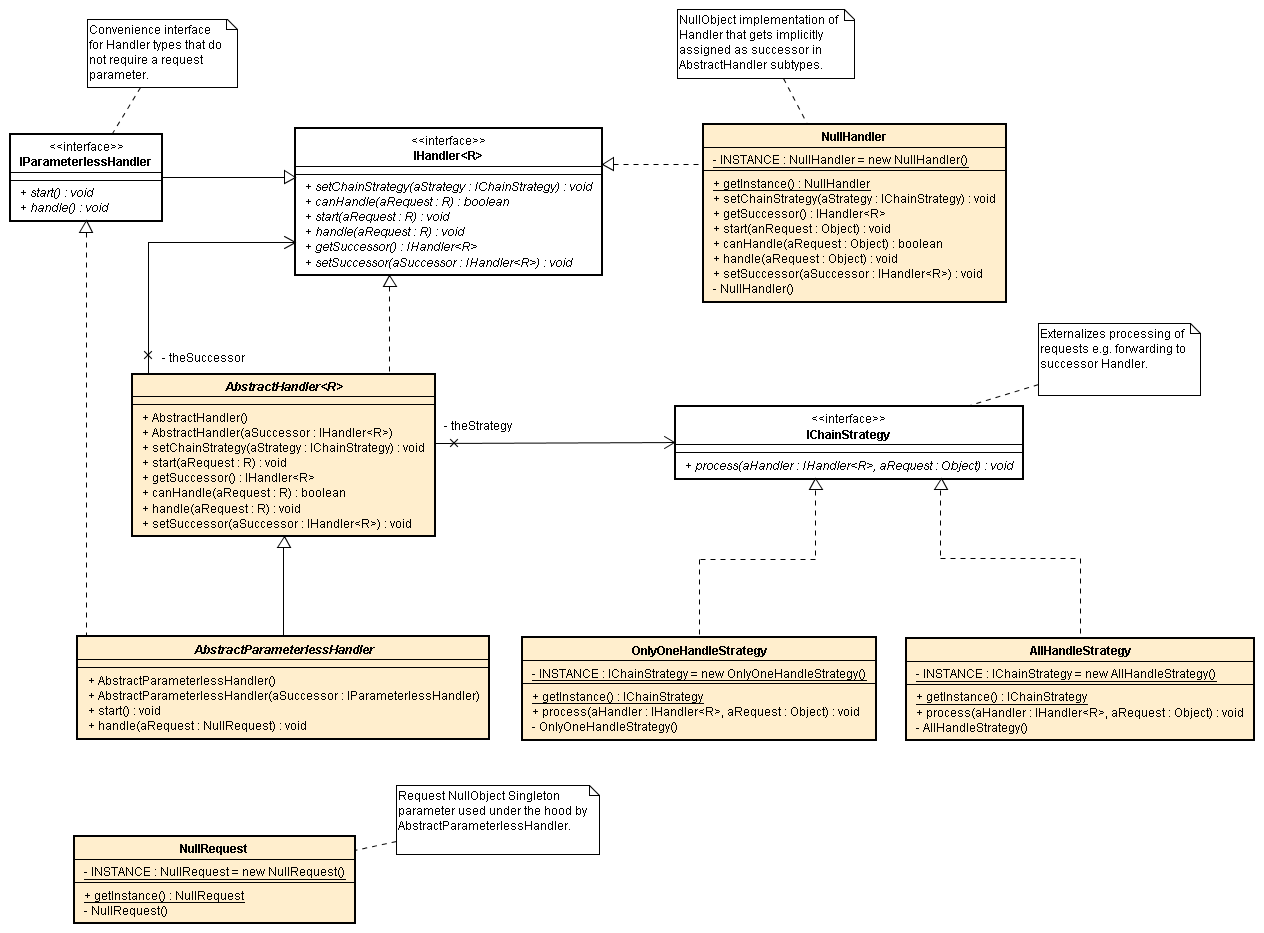 Convenience interface
for Handler types that do
not require a request
parameter.
NullObject implementation of
Handler that gets implicitly
assigned as successor in
AbstractHandler subtypes.
<<interface>>
IParameterlessHandler
+ start() : void
+ handle() : void
<<interface>>
IHandler<R>
+ setChainStrategy(aStrategy : IChainStrategy) : void
+ canHandle(aRequest : R) : boolean
+ start(aRequest : R) : void
+ handle(aRequest : R) : void
+ getSuccessor() : IHandler<R>
+ setSuccessor(aSuccessor : IHandler<R>) : void
NullHandler
- INSTANCE : NullHandler = new NullHandler()
+ getInstance() : NullHandler
+ setChainStrategy(aStrategy : IChainStrategy) : void
+ getSuccessor() : IHandler<R>
+ start(anRequest : Object) : void
+ canHandle(aRequest : Object) : boolean
+ handle(aRequest : Object) : void
+ setSuccessor(aSuccessor : IHandler<R>) : void
- NullHandler()
Externalizes processing of
requests e.g. forwarding to
successor Handler.
- theSuccessor
AbstractHandler<R>
+ AbstractHandler()
+ AbstractHandler(aSuccessor : IHandler<R>)
+ setChainStrategy(aStrategy : IChainStrategy) : void
+ start(aRequest : R) : void
+ getSuccessor() : IHandler<R>
+ canHandle(aRequest : R) : boolean
+ handle(aRequest : R) : void
+ setSuccessor(aSuccessor : IHandler<R>) : void
- theStrategy
<<interface>>
IChainStrategy
+ process(aHandler : IHandler<R>, aRequest : Object) : void
AbstractParameterlessHandler
+ AbstractParameterlessHandler()
+ AbstractParameterlessHandler(aSuccessor : IParameterlessHandler)
+ start() : void
+ handle(aRequest : NullRequest) : void
OnlyOneHandleStrategy
- INSTANCE : IChainStrategy = new OnlyOneHandleStrategy()
+ getInstance() : IChainStrategy
+ process(aHandler : IHandler<R>, aRequest : Object) : void
- OnlyOneHandleStrategy()
AllHandleStrategy
- INSTANCE : IChainStrategy = new AllHandleStrategy()
+ getInstance() : IChainStrategy
+ process(aHandler : IHandler<R>, aRequest : Object) : void
- AllHandleStrategy()
Request NullObject Singleton
parameter used under the hood by
AbstractParameterlessHandler.
NullRequest
- INSTANCE : NullRequest = new NullRequest()
+ getInstance() : NullRequest
- NullRequest()